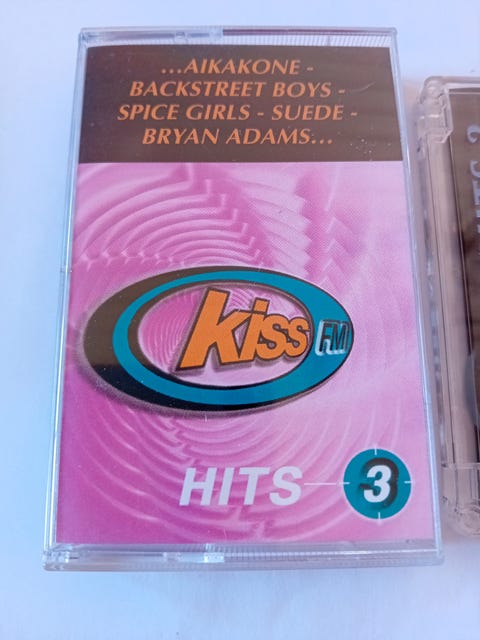 ...AIKAKONE -
BACKSTREET BOYS -
SPICE GIRLS - SUEDE -
BRYAN ADAMS...
kiss FM
HITS 3